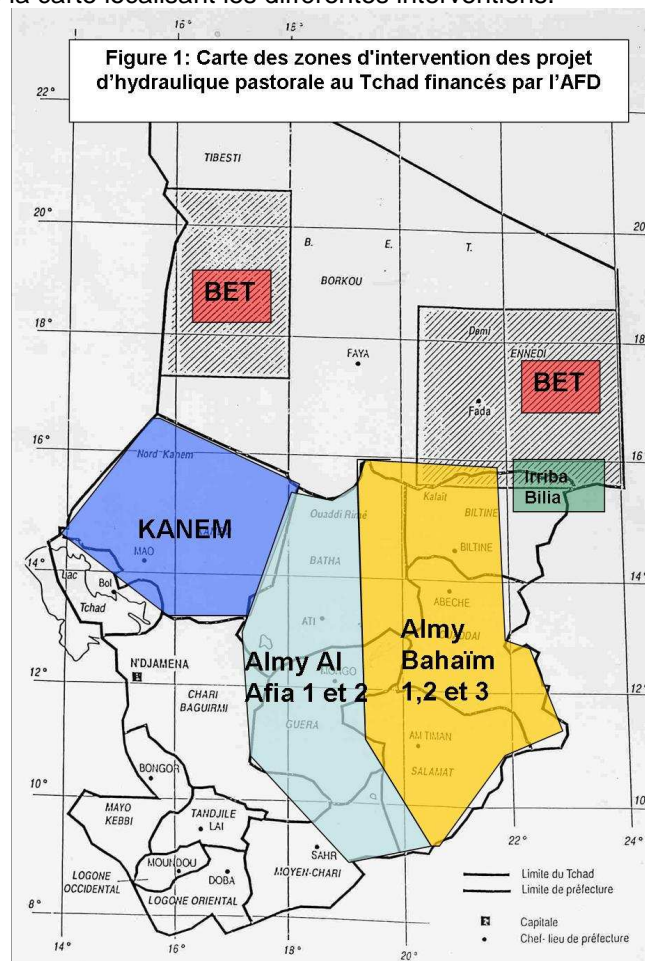 la carte localisant les différentes interventions.
16° 18°
Figure 1: Carte des zones d'intervention des projet
d'hydraulique pastorale au Tchad financés par l'AFD
22°
TIBESTI
20° 20°
B. E. T.
BET
BORKOU
18° 18°
Demi
ENNEDI
FAYA
BET
Fada
16° 16°
Nord Kanem
Irriba
Bilia
Kalaït
Ouaddi Rimé
BILTINE
KANEM
MAO
BILTINE
BATHA
14° 14°
Lac
Bol
Tchad
ABECHE
ATI
Almy
Bahaïm
1,2 et 3
N'DJAMENA
Almy Al
Afia 1 et 2
12° 12°
CHARI
BAGUIRMI
GUERA
AM TIMAN
BONGOR
SALAMAT
10° 10°
MAYO
KEBBI
TANDJILE
LAI
22° 24°
MOUNDOU
SAHR
LOGONE
OCCIDENTAL
DOBA
MOYEN-CHARI
LOGONE ORIENTAL
Limite du Tchad
Limite de préfecture
8°
Capitale
Chef- lieu de préfecture
14° 16° 18° 20°